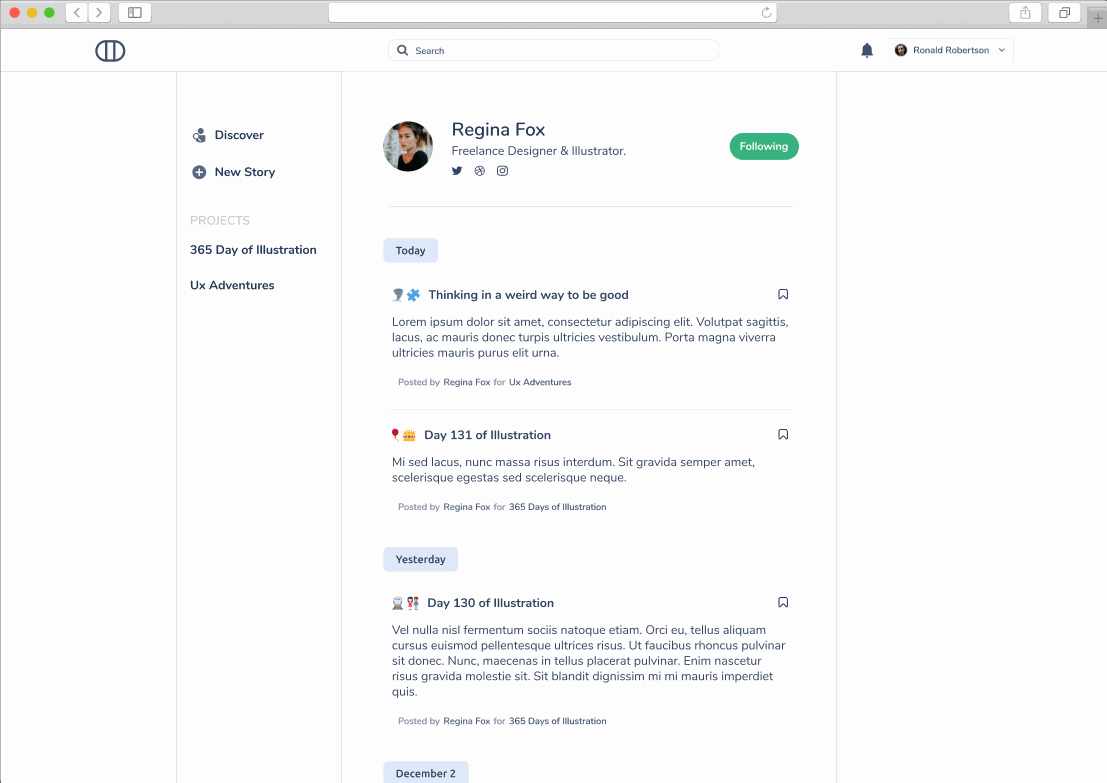 Search
Ronald Robertson
Discover
New Story
PROJECTS
365 Day of Illustration
Ux Adventures
Regina Fox
Freelance Designer & Illustrator.
Following
Today
Thinking in a weird way to be good
Lorem ipsum dolor sit amet, consectetur adipiscing elit. Volutpat sagittis,
lacus, ac mauris donec turpis ultricies vestibulum. Porta magna viverra
ultricies mauris purus elit urna.
Posted by Regina Fox for Ux Adventures
Day 131 of Illustration
Mi sed lacus, nunc massa risus interdum. Sit gravida semper amet,
scelerisque egestas sed scelerisque neque.
Posted by Regina Fox for 365 Days of Illustration
Yesterday
Day 130 of Illustration
Vel nulla nisl fermentum sociis natoque etiam. Orci eu, tellus aliquam
cursus euismod pellentesque ultrices risus. Ut faucibus rhoncus pulvinar
sit donec. Nunc, maecenas in tellus placerat pulvinar. Enim nascetur
risus gravida molestie sit. Sit blandit dignissim mi mi mauris imperdiet
quis.
Posted by Regina Fox for 365 Days of Illustration
December 2